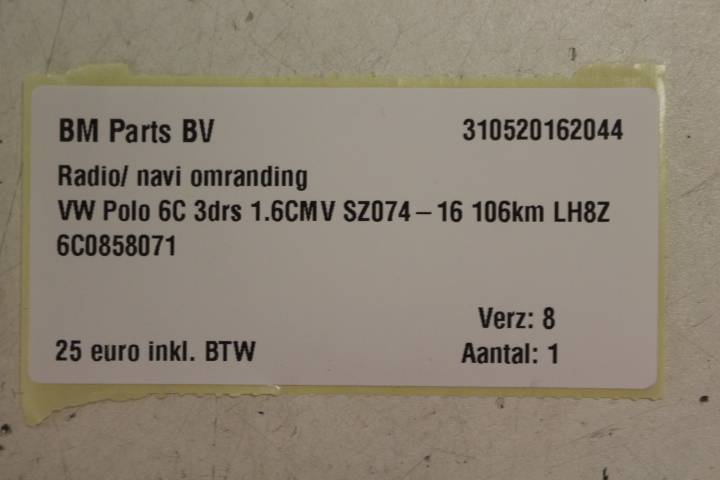 BM Parts BV 310520162044
Radio/ navi omranding
VW Polo 6C 3drs 1.6CMV SZ074 – 16 106km LH8Z
6C0858071
Verz: 8
25 euro inkl. BTW Aantal: 1